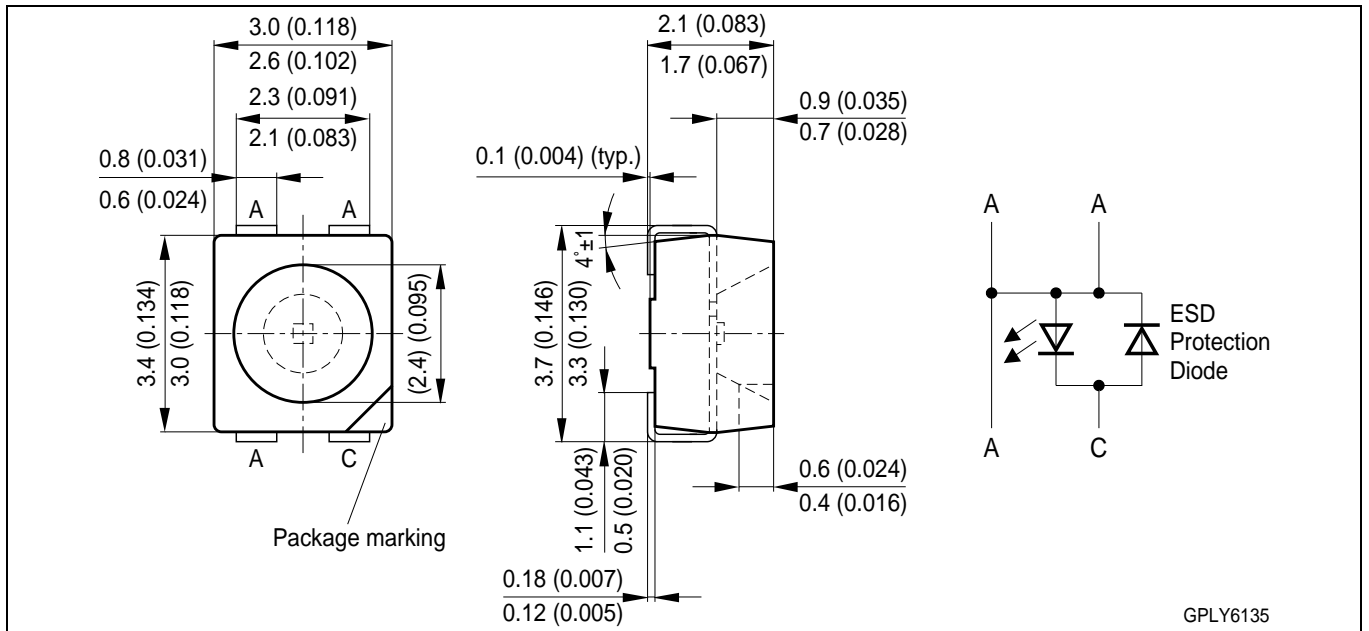 3.0 (0.118)
2.6 (0.102)
2.3 (0.091)
2.1 (0.083)
0.8 (0.031)
0.6 (0.024)
A
A
3.4 (0.134)
3.0 (0.118)
(2.4) (0.095)
A
C
Package marking
2.1 (0.083)
1.7 (0.067)
0.9 (0.035)
0.7 (0.028)
0.1 (0.004) (typ.)
4°±1
3.7 (0.146)
3.3 (0.130)
1.1 (0.043)
0.5 (0.020)
0.6 (0.024)
0.4 (0.016)
0.18 (0.007)
0.12 (0.005)
A
A
ESD
Protection
Diode
A
C
GPLY6135